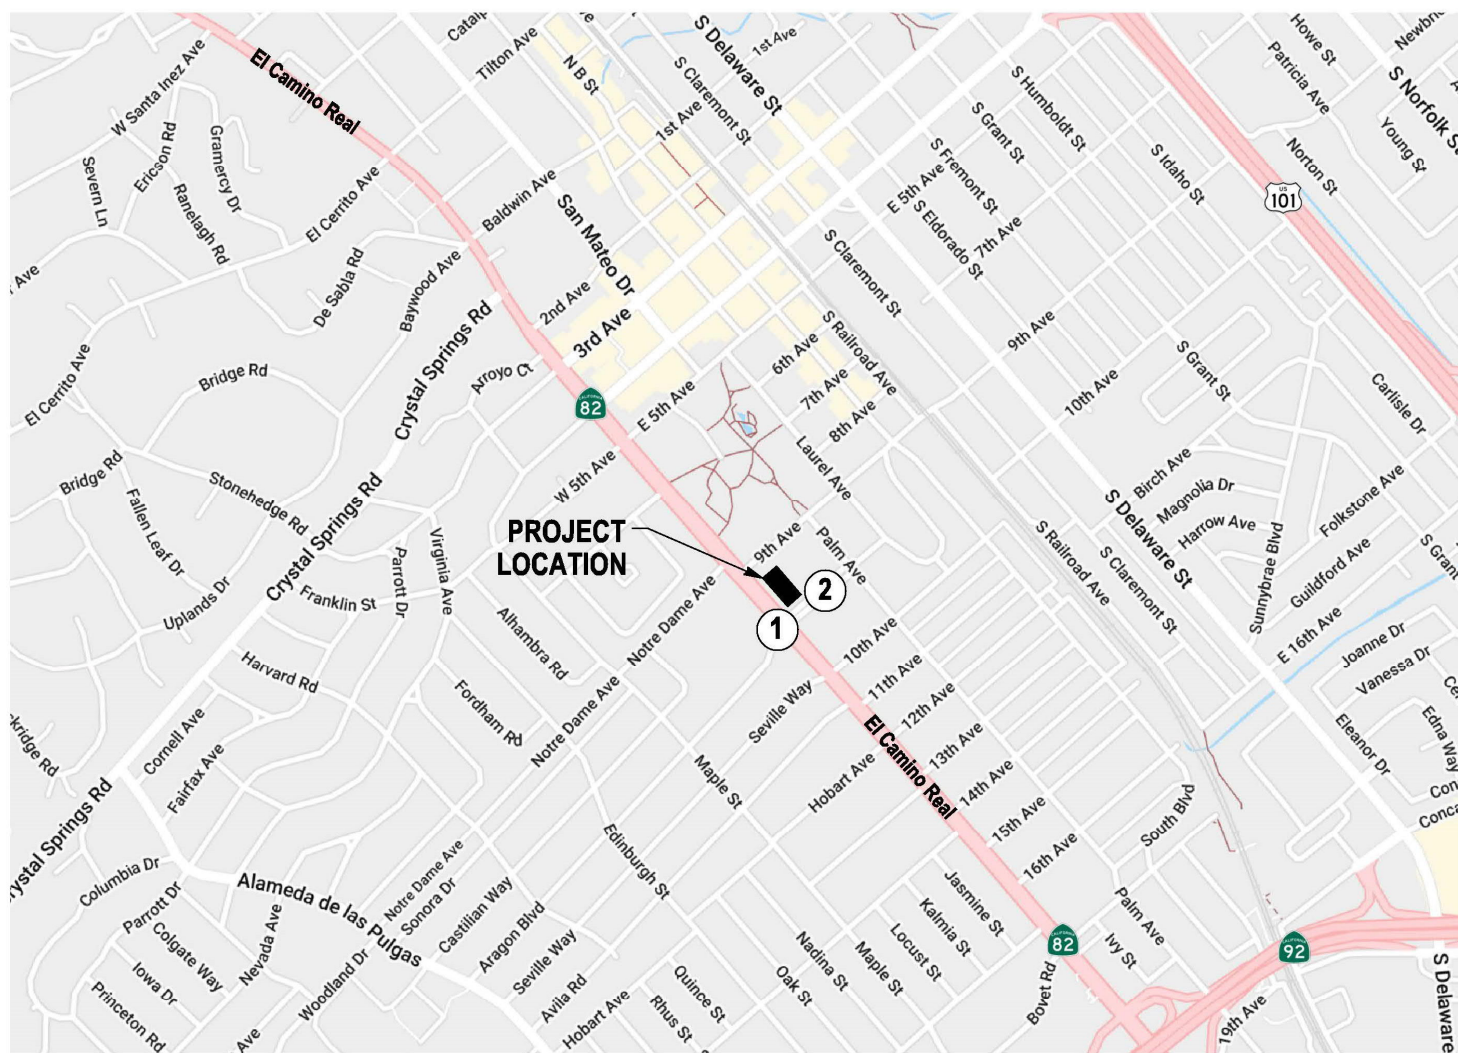 Tilton Ave
N B St
S Delaware St
1st Ave
S Claremont St
El Camino Real
W Santa Inez Ave
Ericson Rd
Gramercy Dr
Severn Ln
Ranelagh Rd
El Cerrito Ave
1st Ave
Baldwin Ave
San Mateo Dr
S Humboldt St
S Grant St
S Fremont St
E 5th Ave
S Eldorado St
7th Ave
S Idaho St
Howe St
Patricia Ave
S Norfolk
Young St
Norton St
US
101
De Sabla Rd
Baywood Ave
Crystal Springs Rd
2nd Ave
3rd Ave
S Claremont St
S Railroad Ave
9th Ave
S Grant St
10th Ave
Carlisle Dr
El Cerrito Ave
Bridge Rd
Arroyo Ct
CALIFORNIA
82
E 5th Ave
6th Ave
7th Ave
8th Ave
Laurel Ave
W 5th Ave
Bridge Rd
Stonehedge Rd
Fallen Leaf Dr
Crystal Springs Rd
Virginia Ave
Parrott Dr
Franklin St
Uplands Dr
PROJECT
LOCATION
9th Ave
Palm Ave
1
2
Birch Ave
Magnolia Dr
Harrow Ave
Folkstone Ave
Sunnybrae Blvd
Guildford Ave
E 16th Ave
S Delaware St
S Railroad Ave
S Claremont St
S Grant
Joanne Dr
Vanessa Dr
Edna Way
Eleanor Dr
Notre Dame Ave
Notre Dame Ave
Alhambra Rd
Harvard Rd
Fordham Rd
Notre Dame Ave
Cornell Ave
Fairfax Ave
10th Ave
11th Ave
12th Ave
13th Ave
14th Ave
15th Ave
16th Ave
Seville Way
El Camino Real
Hobart Ave
Maple St
Edinburgh St
South Blvd
Columbia Dr
Parrott Dr
Colgate Way
Iowa Dr
Princeton Rd
Nevada Ave
Alameda de las Pulgas
Notre Dame Ave
Sonora Dr
Castilian Way
Aragon Blvd
Woodland Dr
Seville Way
Avila Rd
Hobart Ave
Quince St
Rhus St
Nadina St
Oak St
Maple St
Locust St
Kalmia St
Jasmine St
CALIFORNIA
82
Bovet Rd
Palm Ave
Ivy St
CALIFORNIA
92
19th Ave
S Delaware